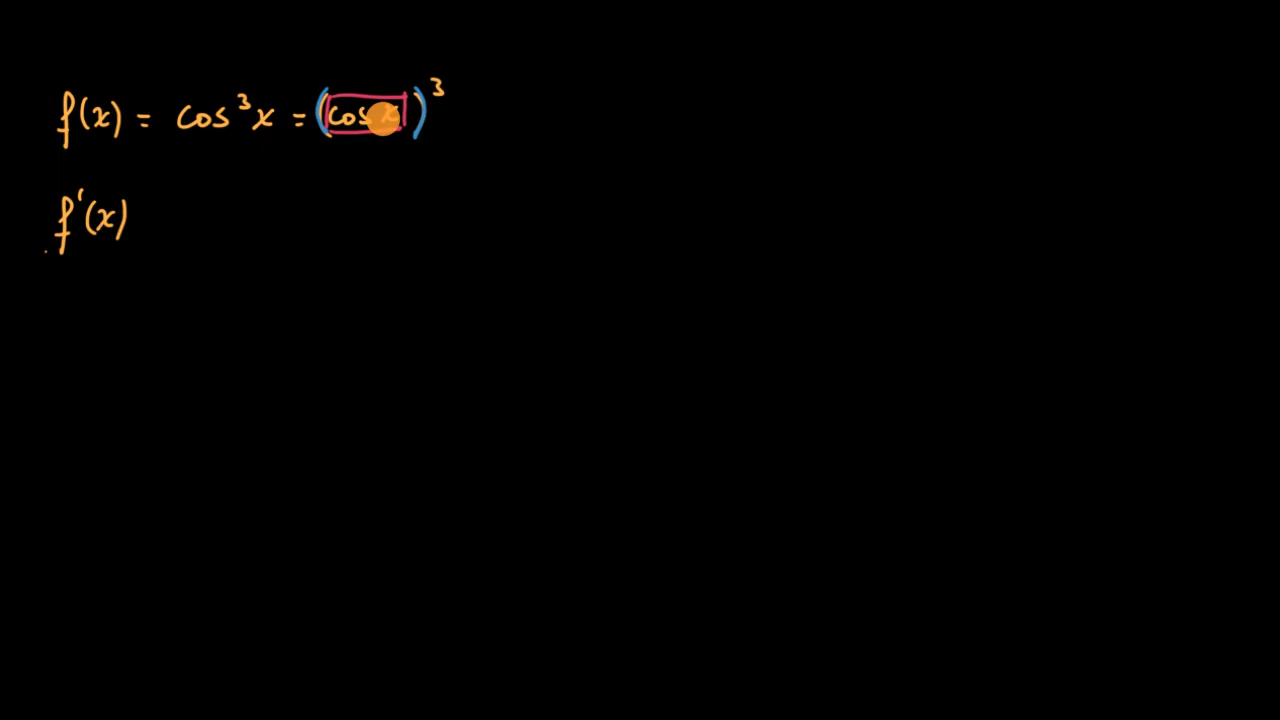 f(x) = cos³x = (cos x)³
f'(x)